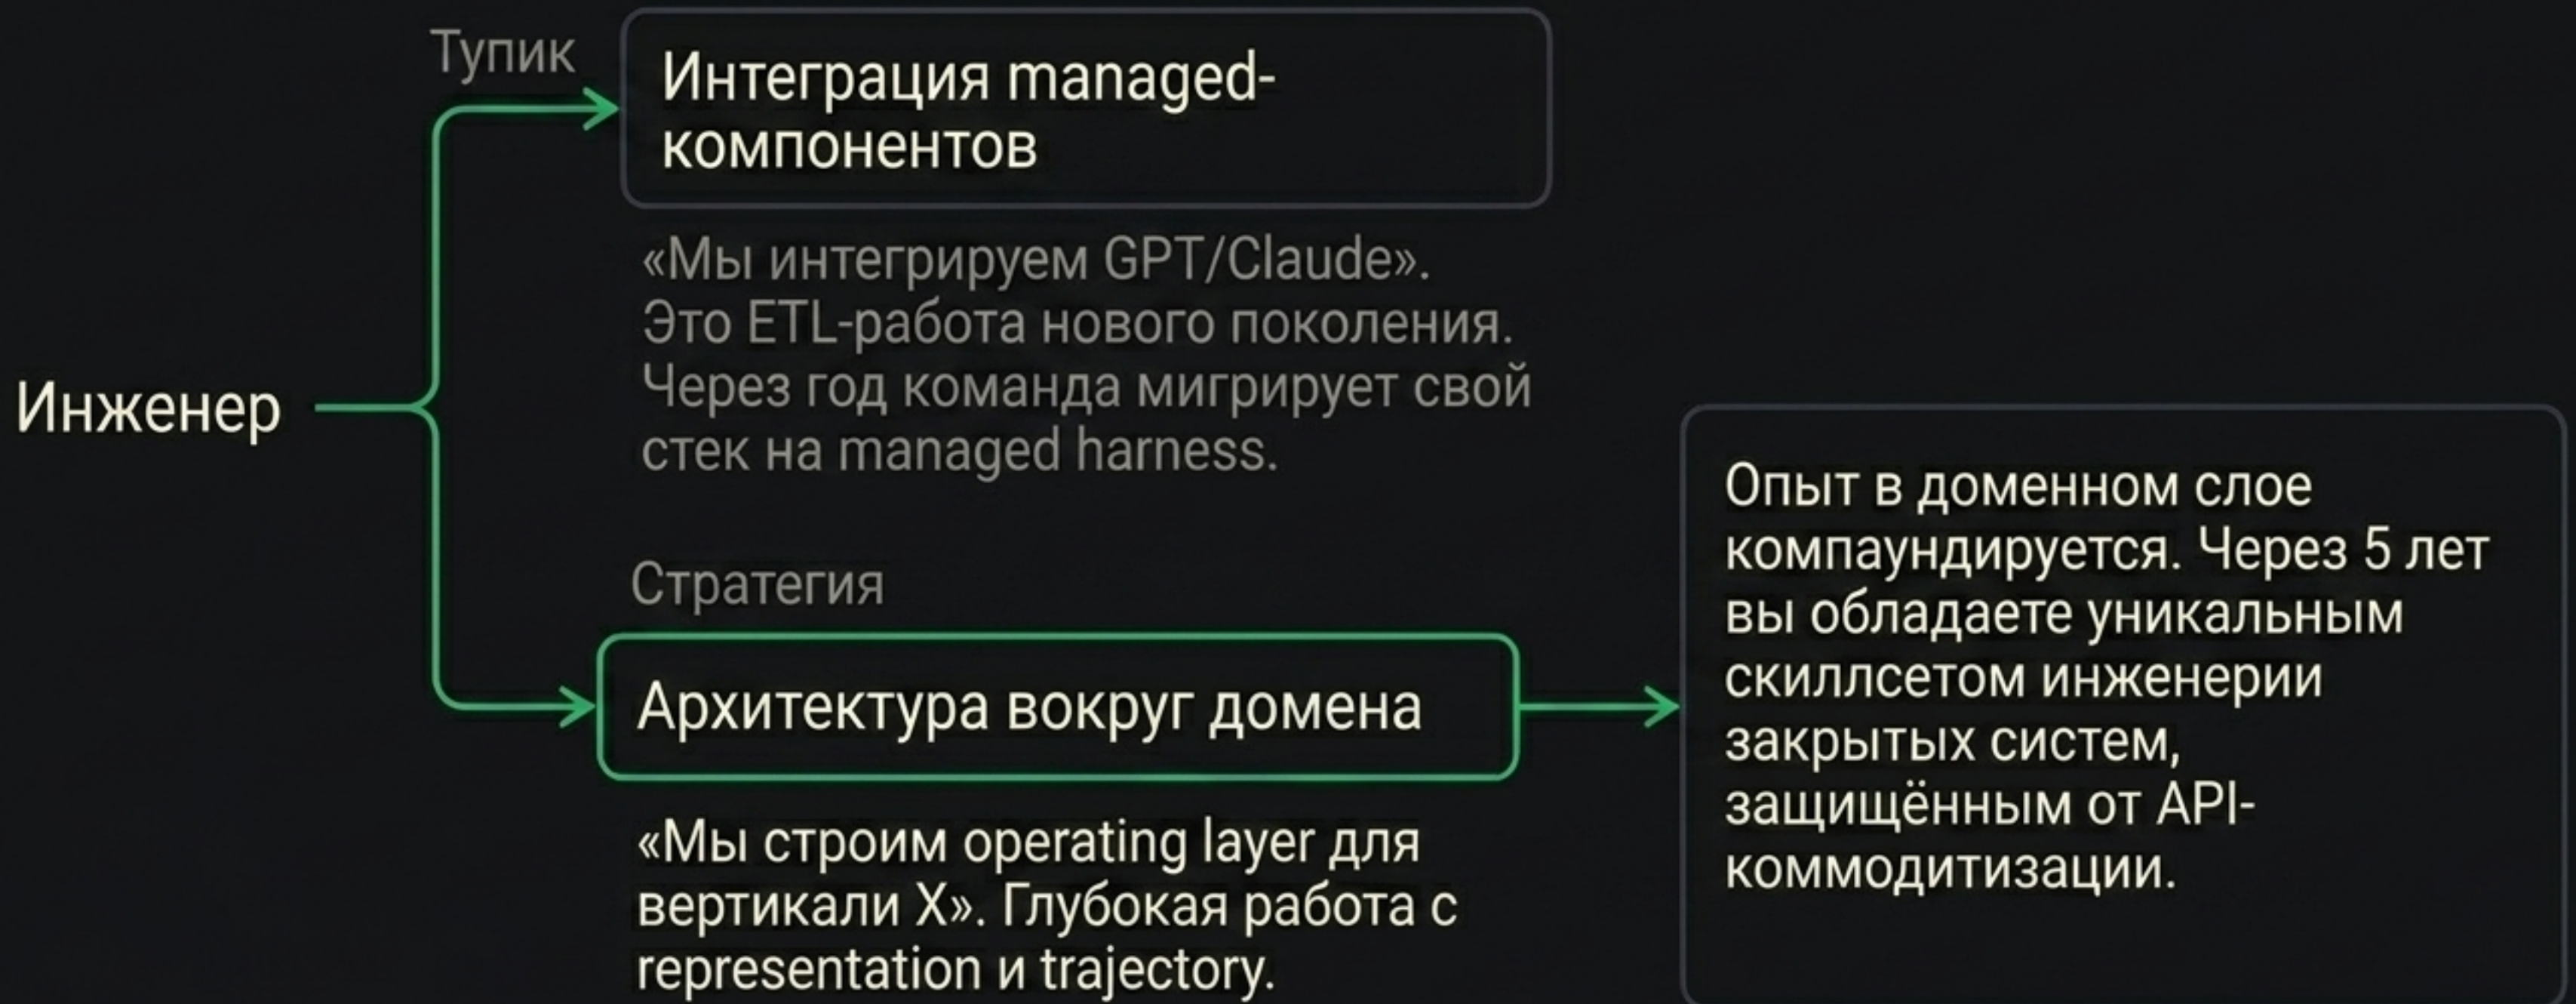 Тупик
Интеграция managed-
компонентов
«Мы интегрируем GPT/Claude».
Это ETL-работа нового поколения.
Через год команда мигрирует свой
стек на managed harness.
Инженер
Стратегия
Архитектура вокруг домена
«Мы строим operating layer для
вертикали X». Глубокая работа с
representation и trajectory.
Опыт в доменном слое
компаундируется. Через 5 лет
вы обладаете уникальным
скиллсетом инженерии
закрытых систем,
защищённым от API-
коммодитизации.